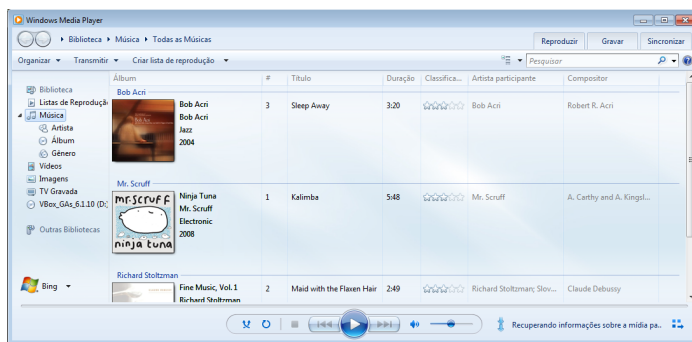 Windows Media Player
Biblioteca Música Todas as Músicas
Reproduzir Gravar Sincronizar
Organizar Transmitir Criar lista de reprodução Pesquisar
Álbum # Título Duração Classifica... Artista participante Compositor
Biblioteca
Listas de Reproduçã
Música
Artista
Álbum
Gênero
Vídeos
Imagens
TV Gravada
VBox_GAs_6.1.10 (D:)
Outras Bibliotecas
Bing
Bob Acri
Bob Acri 3 Sleep Away 3:20 Bob Acri Robert R. Acri
Bob Acri
Jazz
2004
Mr. Scruff
mr.scruff
ninja tuna
Ninja Tuna 1 Kalimba 5:48 Mr. Scruff A. Carthy and A. Kingsl...
Mr. Scruff
Electronic
2008
Richard Stoltzman
Fine Music, Vol. 1 2 Maid with the Flaxen Hair 2:49 Richard Stoltzman; Slov... Claude Debussy
Richard Stoltzman
Recuperando informações sobre a mídia pa..